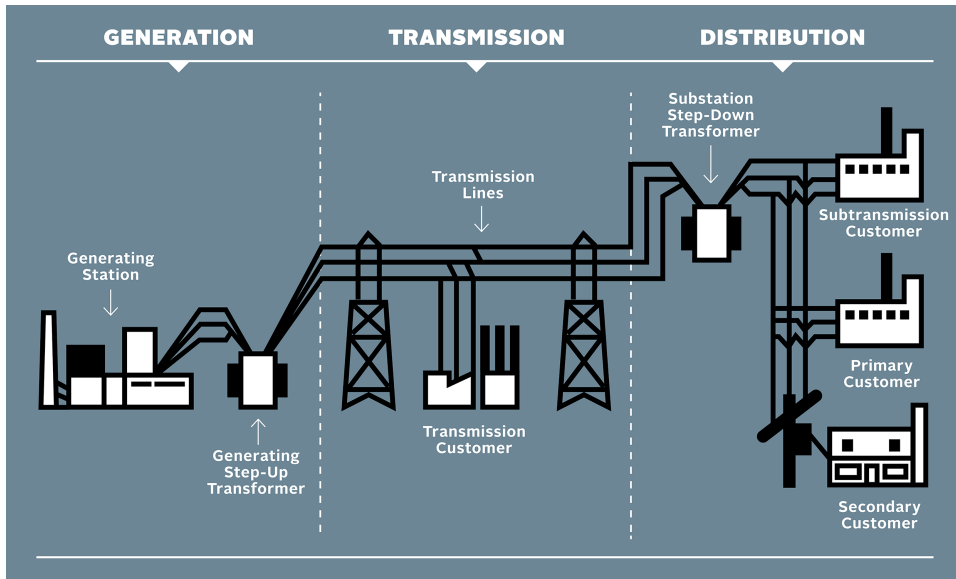 GENERATION
TRANSMISSION
DISTRIBUTION
Generating
Station
Generating
Step-Up
Transformer
Transmission
Lines
Transmission
Customer
Substation
Step-Down
Transformer
Subtransmission
Customer
Primary
Customer
Secondary
Customer